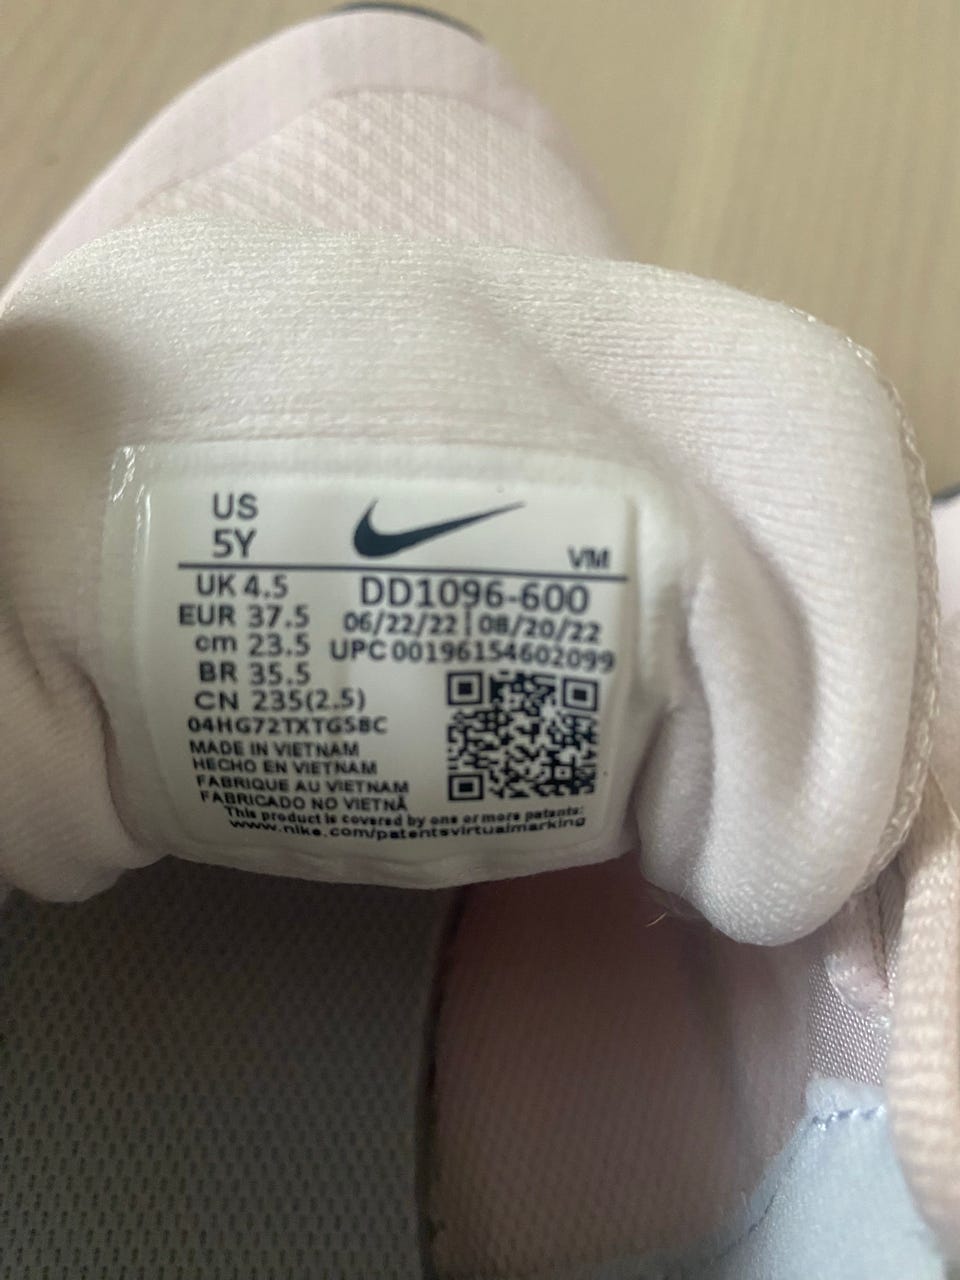 US
5Y
VM
UK 4.5
EUR 37.5
cm 23.5
BR 35.5
CN 235(2.5)
DD1096-600
06/22/22 | 08/20/22
UPC 00196154602099
04HG72TXTG58C
MADE IN VIETNAM
HECHO EN VIETNAM
FABRIQUE AU VIETNAM
FABRICADO NO VIETNÃ
This product is covered by one or more patents:
www.nike.com/patentsvirtualmarking